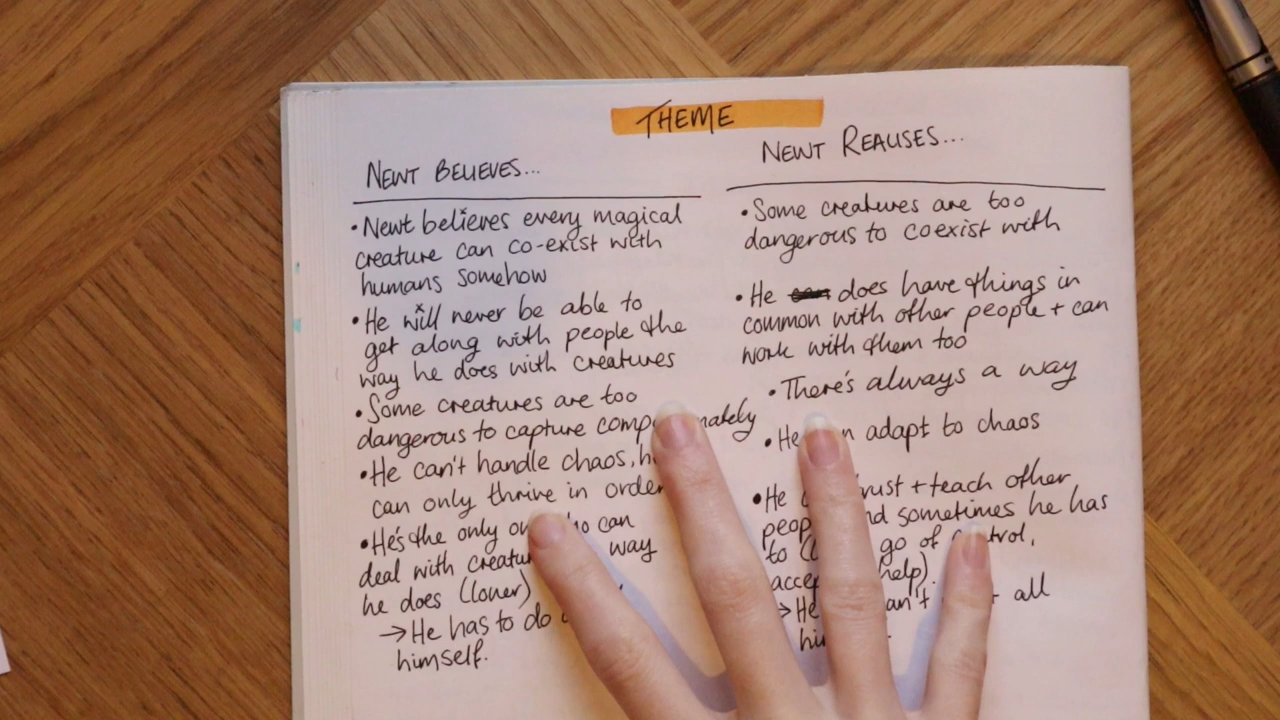 THEME
NEWT BELIEVES...
• Newt believes every magical
creature can co-exist with
humans somehow
• He will never be able to
get along with people the
way he does with creatures
• Some creatures are too
dangerous to capture
• He can't handle chaos,
can only thrive in order
• He's the only
deal with way
he does (loner)
→ He has to do
himself.
NEWT REALISES...
• Some creatures are too
dangerous to coexist with
• He does have things in
common with other people + can
work with them too
• There's always a way
• He adapt to chaos
• He + teach other
sometimes he has
to go of
help)
→ all